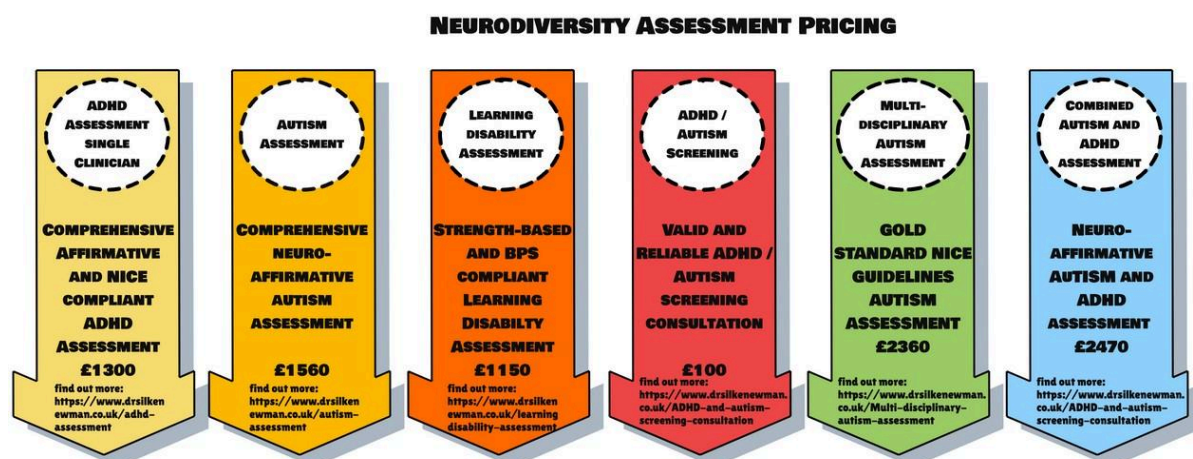 NEURODIVERSITY ASSESSMENT PRICING
ADHD
ASSESSMENT
SINGLE
CLINICIAN
COMPREHENSIVE
AFFIRMATIVE
AND NICE
COMPLIANT
ADHD
ASSESSMENT
£1300
find out more:
https://www.drsilken
ewman.co.uk/adhd-
assessment
AUTISM
ASSESSMENT
COMPREHENSIVE
NEURO-
AFFIRMATIVE
AUTISM
ASSESSMENT
£1560
find out more:
https://www.drsilken
ewman.co.uk/autism-
assessment
LEARNING
DISABILITY
ASSESSMENT
STRENGTH-BASED
AND BPS
COMPLIANT
LEARNING
DISABILTY
ASSESSMENT
£1150
find out more:
https://www.drsilken
ewman.co.uk/learning
disability-assessment
ADHD /
AUTISM
SCREENING
VALID AND
RELIABLE ADHD /
AUTISM
SCREENING
CONSULTATION
£100
find out more:
https://www.drsilkenewman.
co.uk/ADHD-and-autism-
screening-consultation
MULTI-
DISCIPLINARY
AUTISM
ASSESSMENT
GOLD
STANDARD NICE
GUIDELINES
AUTISM
ASSESSMENT
£2360
find out more:
https://www.drsilkenewman.
co.uk/Multi-disciplinary-
autism-assessment
COMBINED
AUTISM AND
ADHD
ASSESSMENT
NEURO-
AFFIRMATIVE
AUTISM AND
ADHD
ASSESSMENT
£2470
find out more:
https://www.drsilkenewman.
co.uk/ADHD-and-autism-
screening-consultation